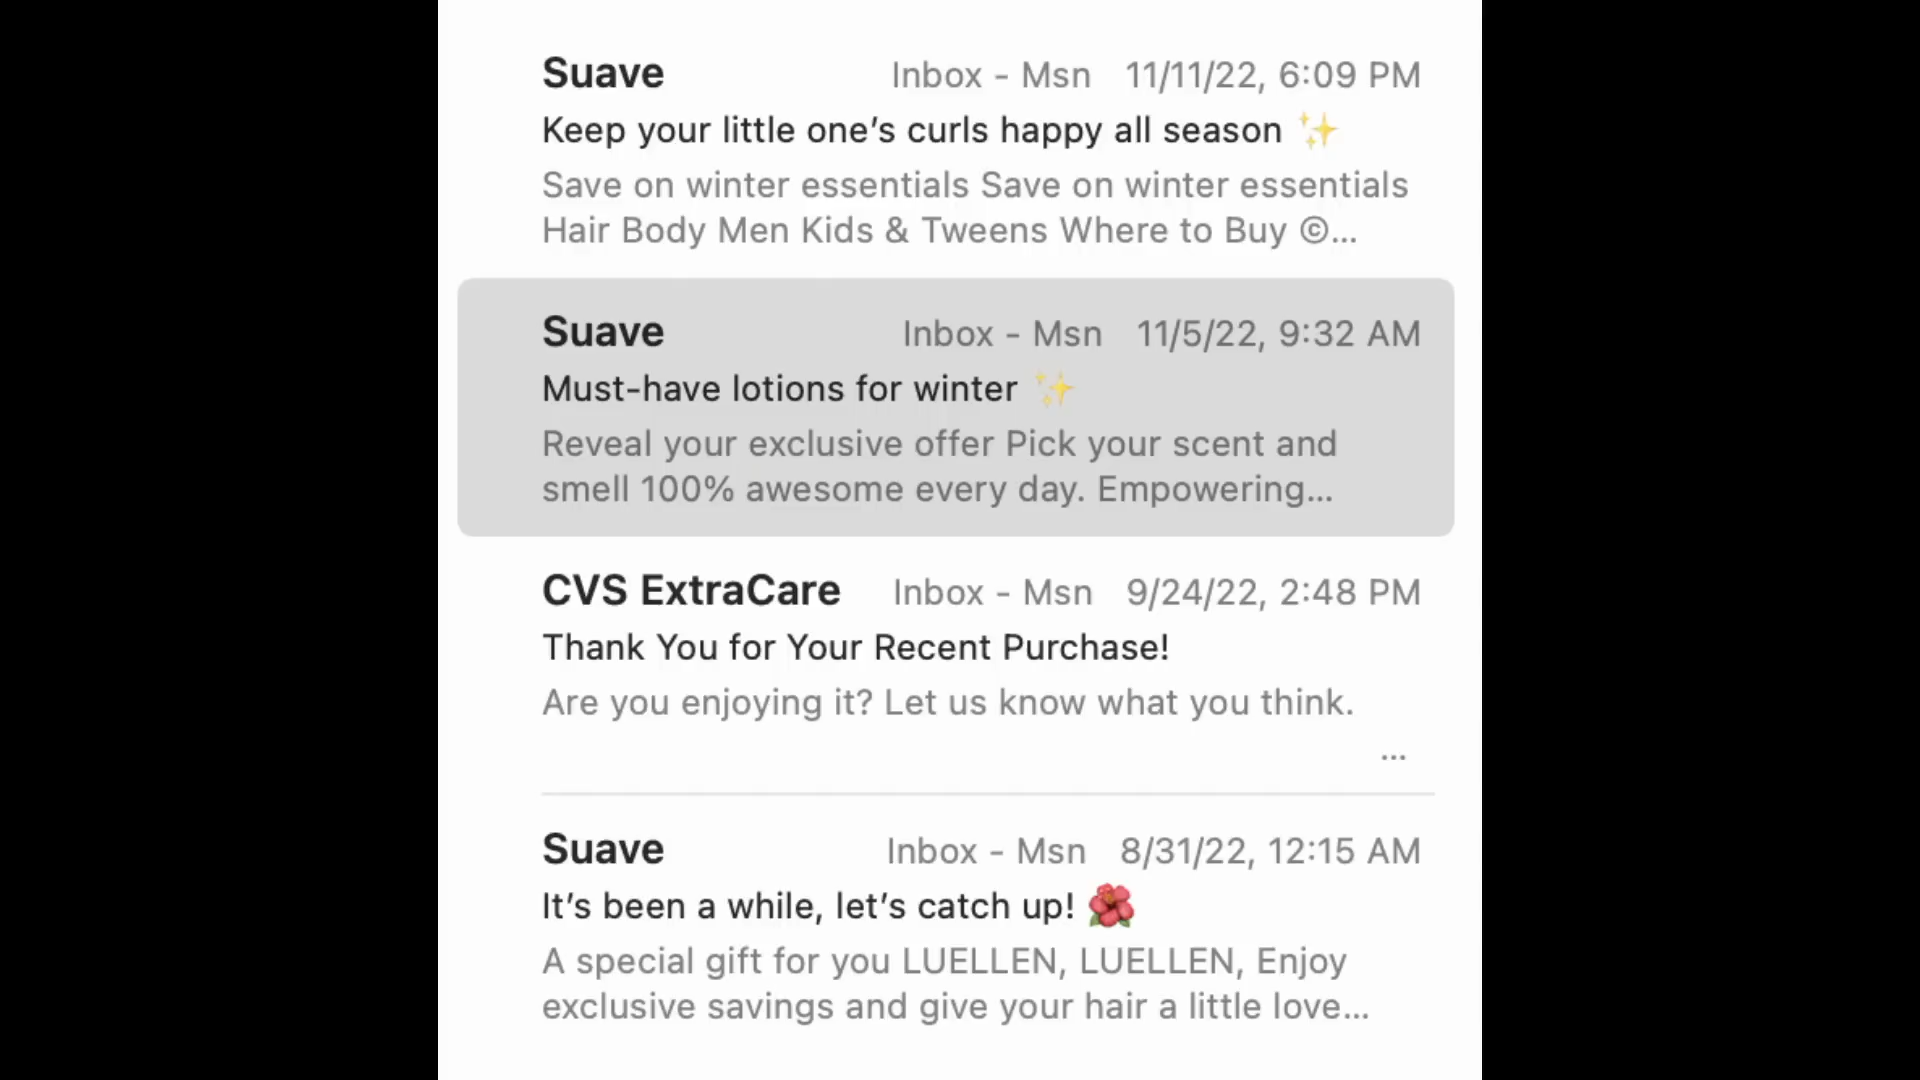 Suave Inbox - Msn 11/11/22, 6:09 PM
Keep your little one’s curls happy all season ✨
Save on winter essentials Save on winter essentials
Hair Body Men Kids & Tweens Where to Buy ©...
Suave Inbox - Msn 11/5/22, 9:32 AM
Must-have lotions for winter ✨
Reveal your exclusive offer Pick your scent and
smell 100% awesome every day. Empowering...
CVS ExtraCare Inbox - Msn 9/24/22, 2:48 PM
Thank You for Your Recent Purchase!
Are you enjoying it? Let us know what you think.
...
Suave Inbox - Msn 8/31/22, 12:15 AM
It’s been a while, let’s catch up! 🌺
A special gift for you LUELLEN, LUELLEN, Enjoy
exclusive savings and give your hair a little love...